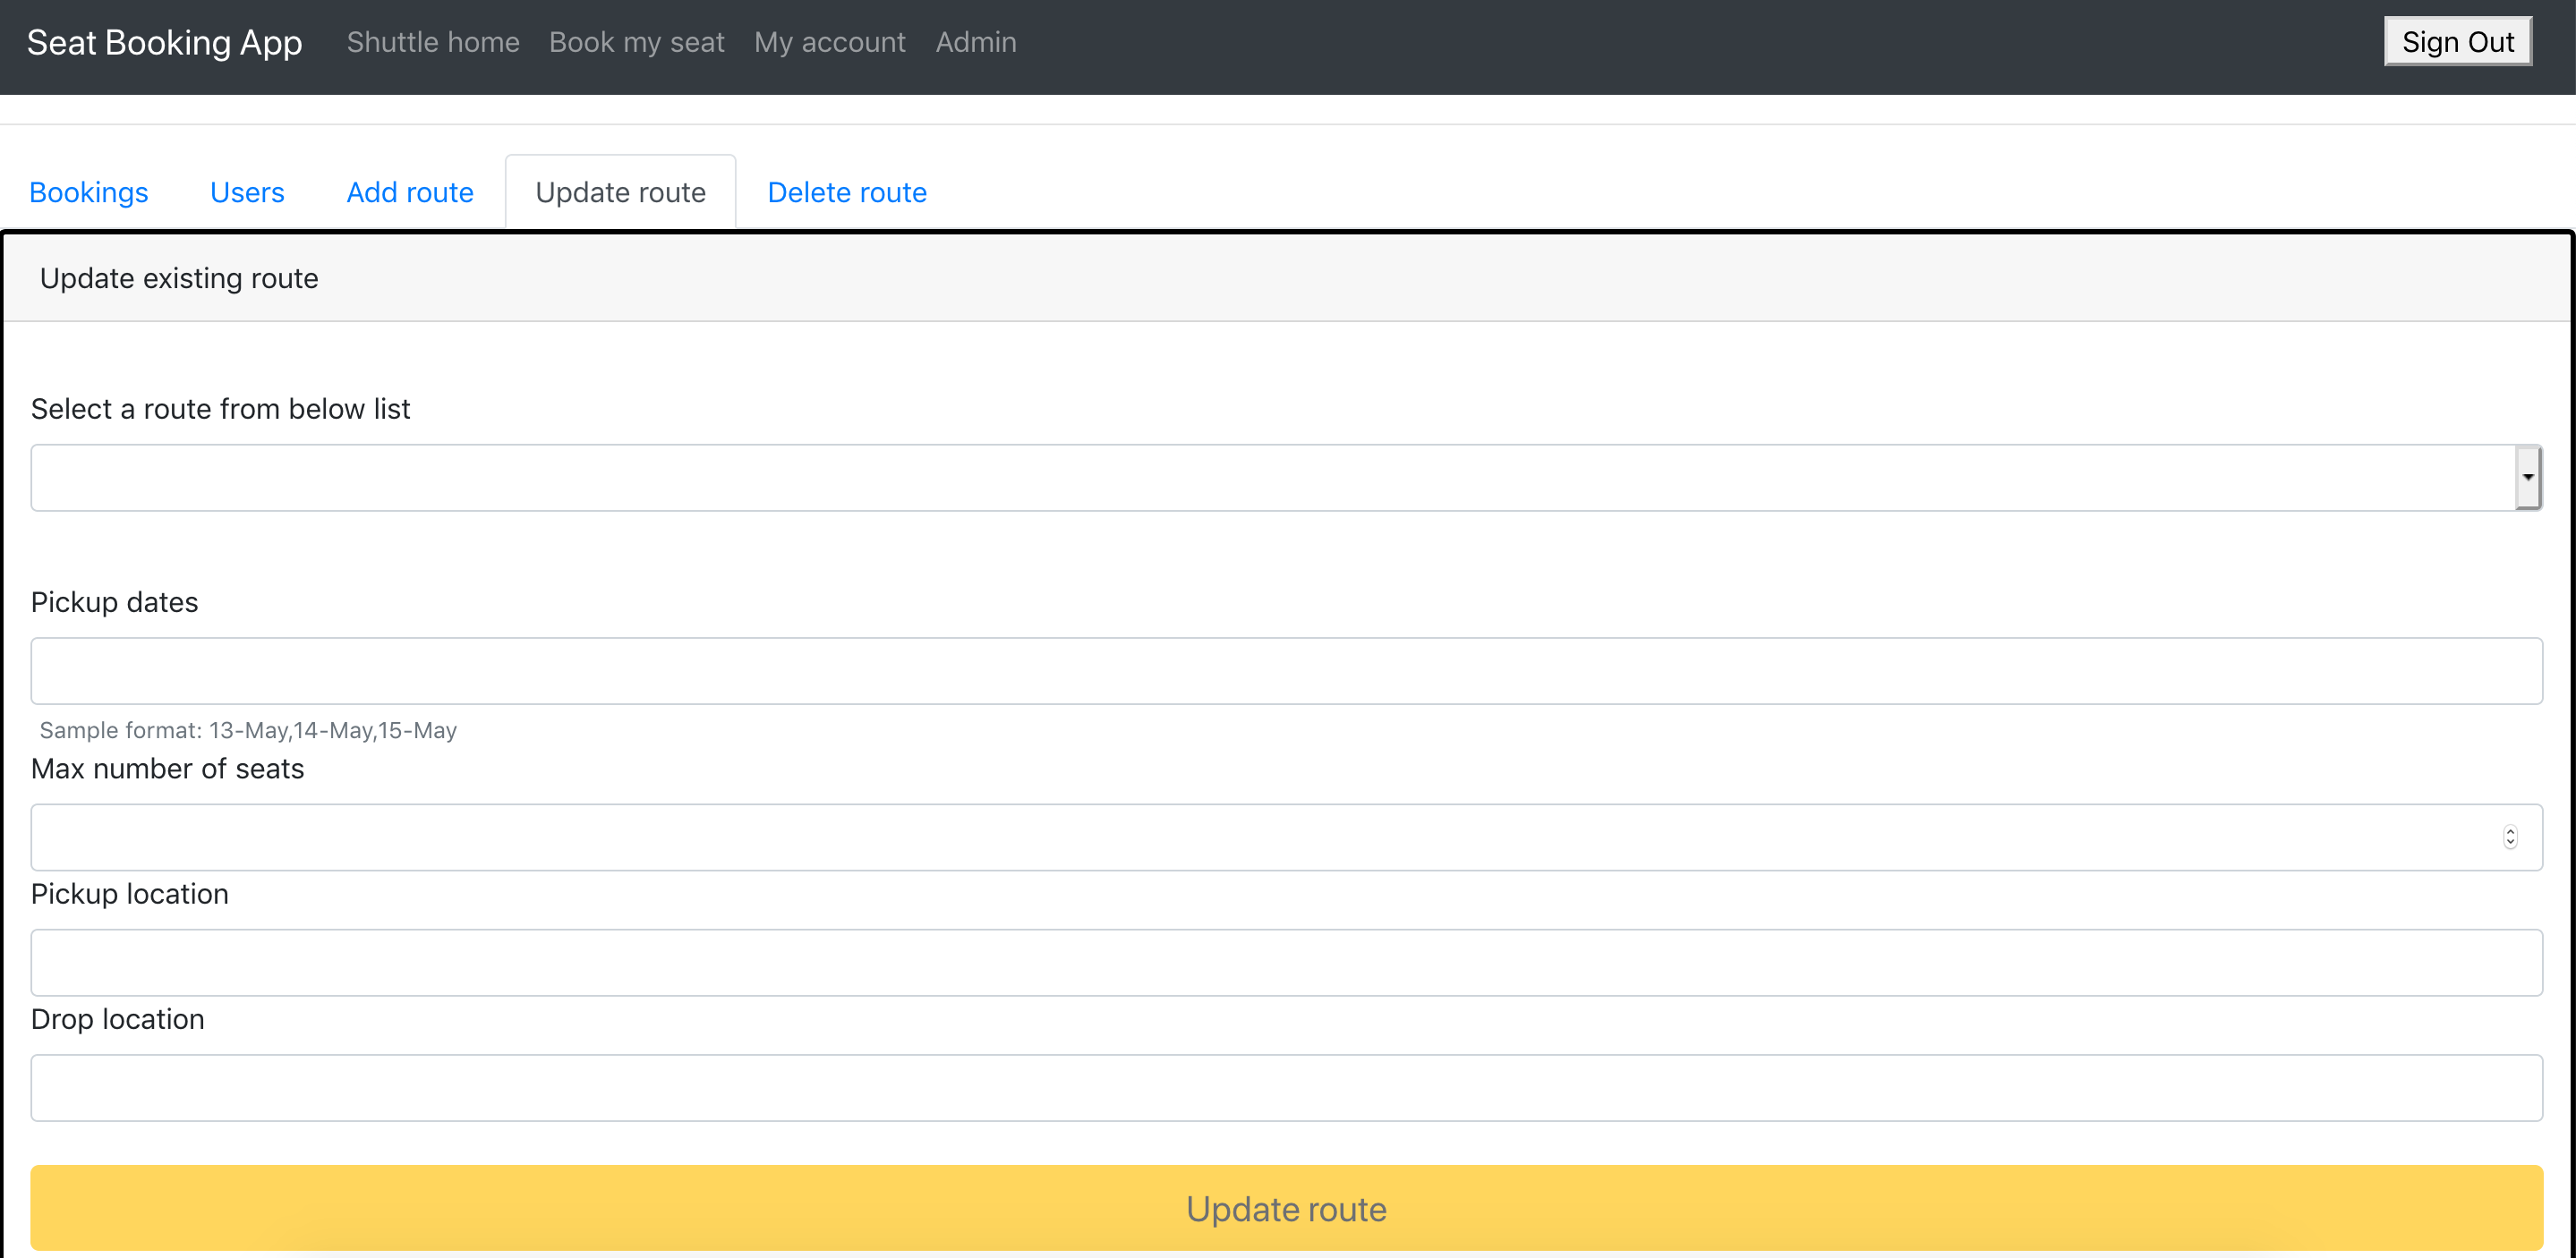 Seat Booking App Shuttle home Book my seat My account Admin Sign Out
Bookings Users Add route Update route Delete route
Update existing route
Select a route from below list
Pickup dates
Sample format: 13-May,14-May,15-May
Max number of seats
Pickup location
Drop location
Update route